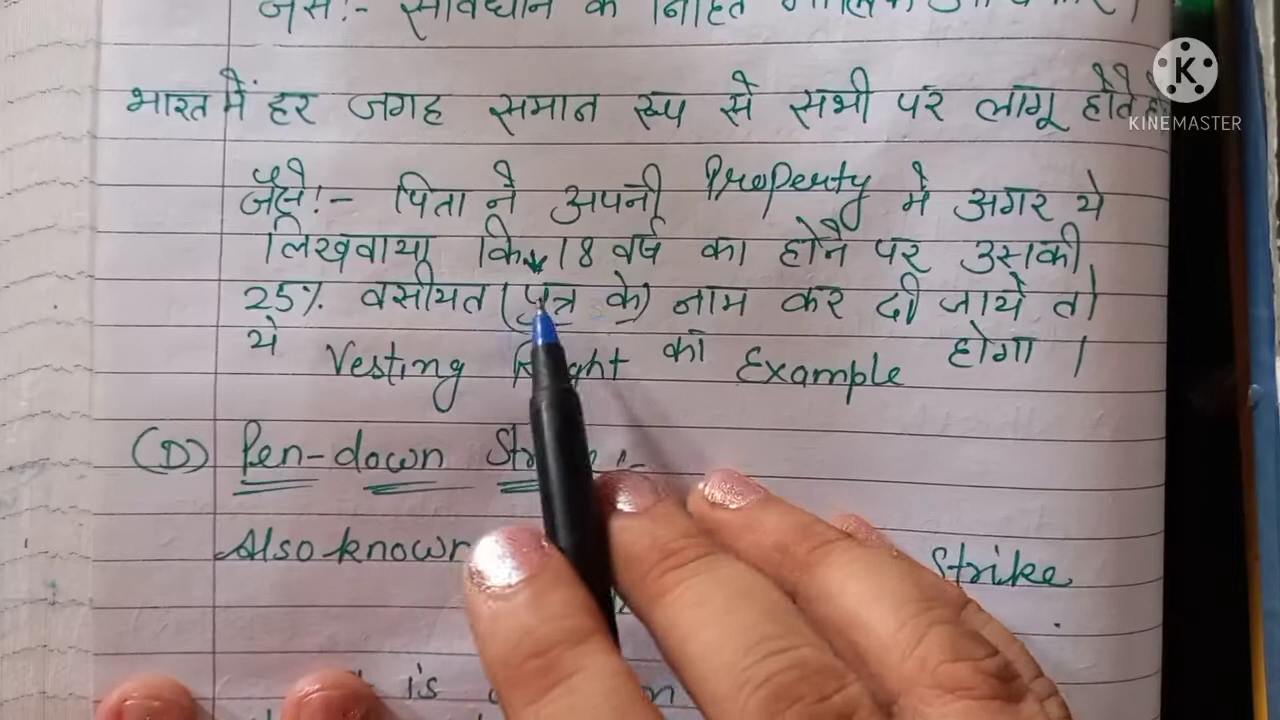 जैसे:- संविधान के निहित
भारत में हर जगह समान रूप से सभी पर लागू होते है
KINEMASTER
जैसे:- पिता ने अपनी Property मे अगर ये
लिखवाया कि 18 वर्ष का होने पर उसकी
25% वसीयत (पुत्र के) नाम कर दी जाये तो
ये Vesting Right का Example होगा ।
(D) Pen-down :-
Also known Strike
is